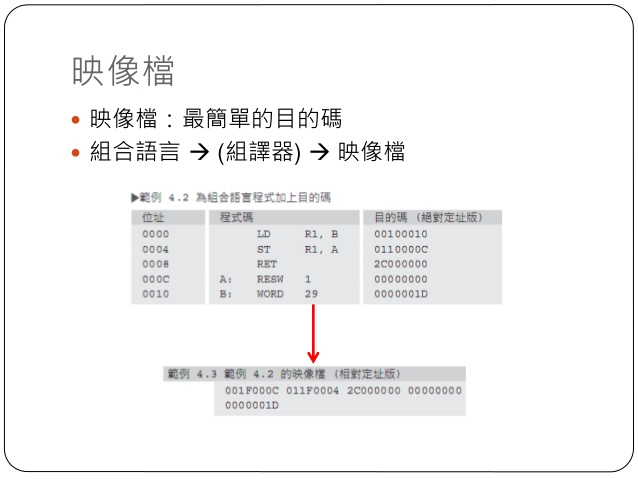 映像檔
• 映像檔：最簡單的目的碼
• 組合語言 → (組譯器) → 映像檔
▶範例 4.2 為組合語言程式加上目的碼
位址 程式碼 目的碼 (絕對定址版)
0000 LD R1, B 00100010
0004 ST R1, A 0110000C
0008 RET 2C000000
000C A: RESW 1 00000000
0010 B: WORD 29 0000001D
範例 4.3 範例 4.2 的映像檔 (相對定址版)
001F000C 011F0004 2C000000 00000000
0000001D